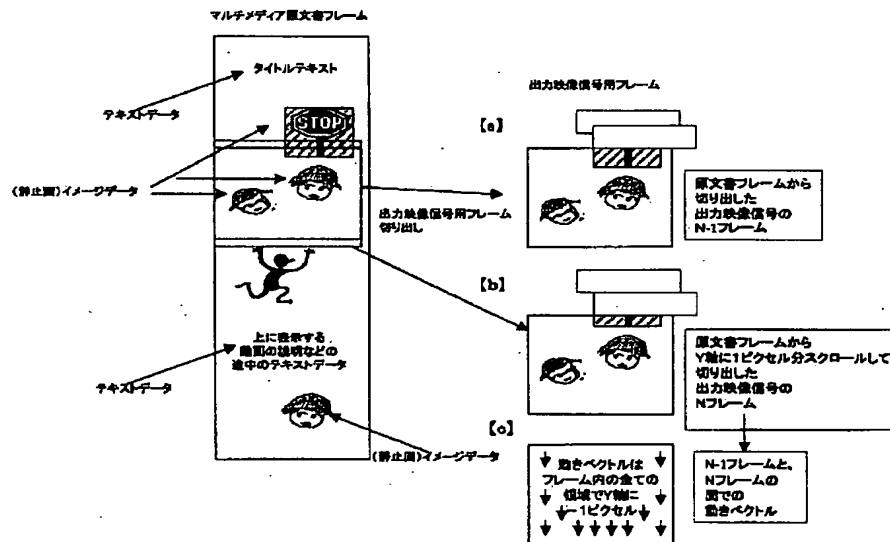 マルチメディア原文書フレーム
タイトルテキスト
テキストデータ
STOP
(静止画)イメージデータ
出力映像信号用フレーム
切り出し
上に表示する
動画の説明などの
途中のテキストデータ
テキストデータ
(静止画)イメージデータ
出力映像信号用フレーム
【a】
原文書フレームから
切り出した
出力映像信号の
N-1フレーム
【b】
原文書フレームから
Y軸に1ピクセル分スクロールして
切り出した
出力映像信号の
Nフレーム
【c】
動きベクトルは
フレーム内の全ての
領域でY軸に
-1ピクセル
N-1フレームと、
Nフレームの
間での
動きベクトル